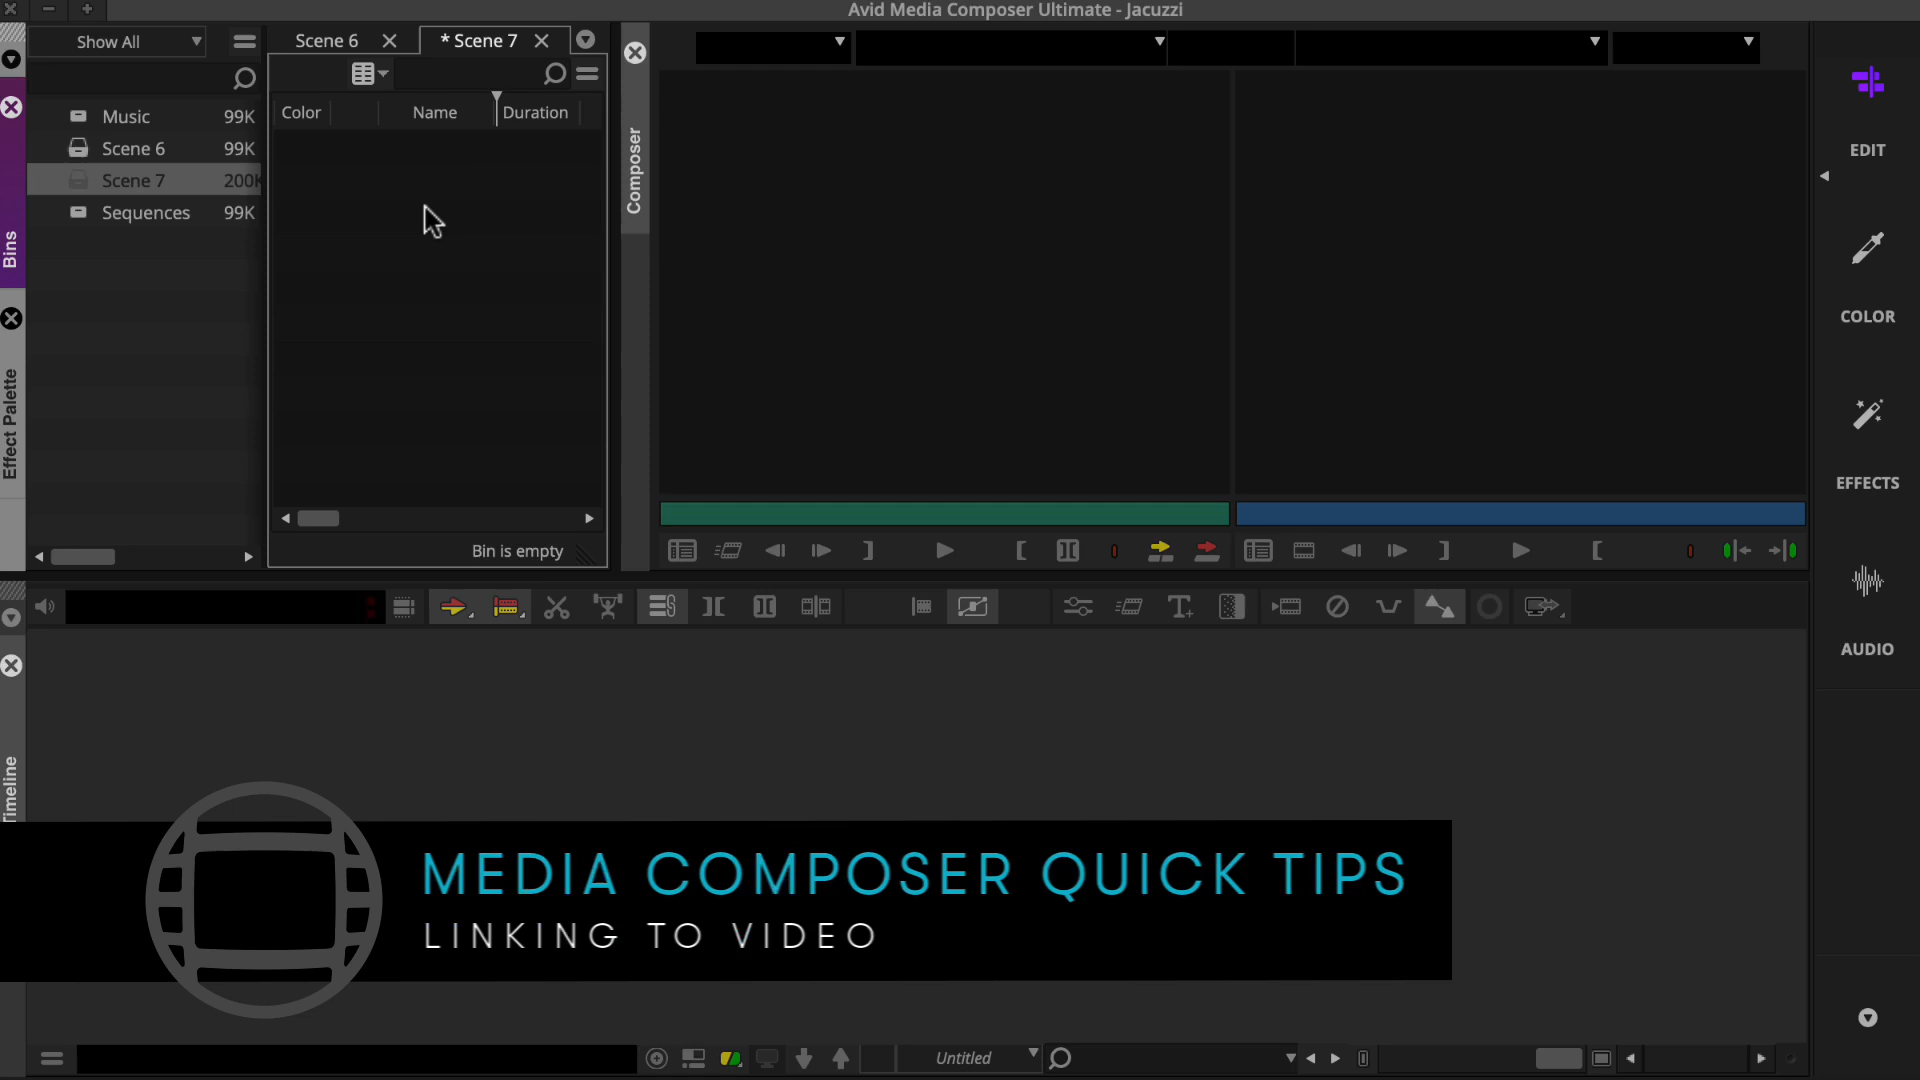 Avid Media Composer Ultimate - Jacuzzi
Show All
Music 99K
Scene 6 99K
Scene 7 200K
Sequences 99K
Bins
Effect Palette
Scene 6
* Scene 7
Color Name Duration
Bin is empty
Composer
EDIT
COLOR
EFFECTS
AUDIO
Timeline
MEDIA COMPOSER QUICK TIPS
LINKING TO VIDEO
Untitled